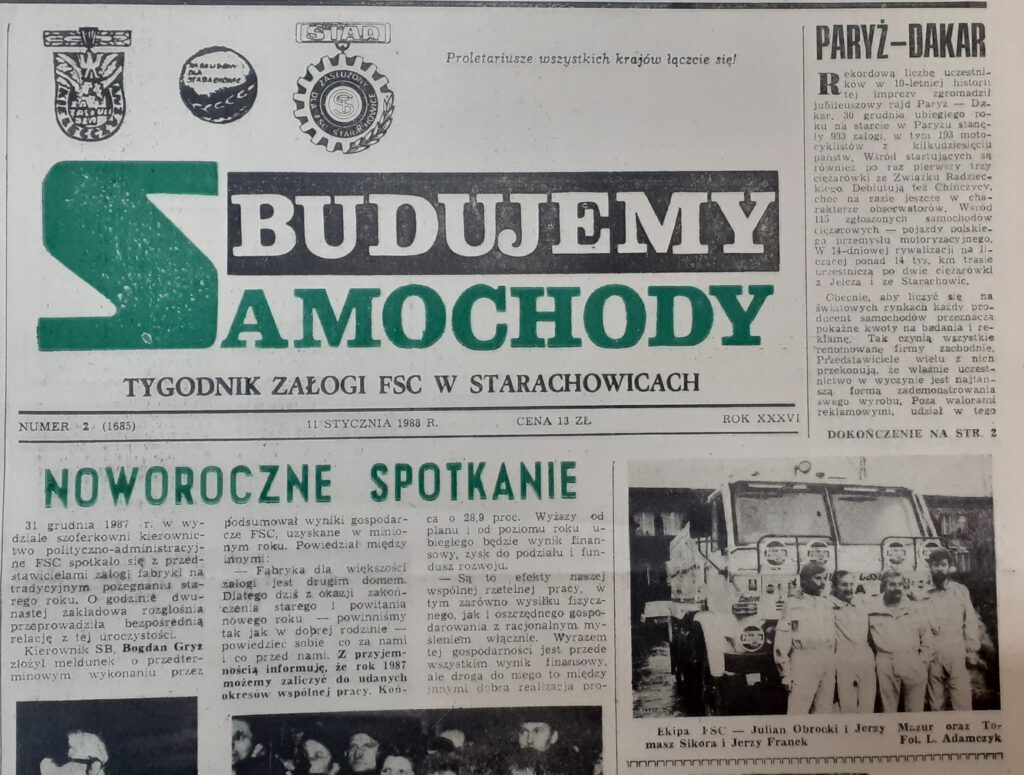 STAR
ZASŁUŻONY
DLA FSC STARACHOWICE
ZASŁUŻONY
DLA
STARACHOWIC
Proletariusze wszystkich krajów łączcie się!
BUDUJEMY
SAMOCHODY
TYGODNIK ZAŁOGI FSC W STARACHOWICACH
NUMER 2 (1685)
11 STYCZNIA 1988 R.
CENA 13 ZŁ
ROK XXXVI
PARYŻ—DAKAR
Rekordową liczbę uczestni-
ków w 10-letniej historii
tej imprezy zgromadził
jubileuszowy rajd Paryż — Da-
kar. 30 grudnia ubiegłego ro-
ku na starcie w Paryżu stanę-
ły 933 załogi, w tym 193 moto-
cyklistów z kilkudziesięciu
państw. Wśród startujących są
również po raz pierwszy trzy
ciężarówki ze Związku Radziec-
kiego. Debiutują też Chińczycy,
choć na razie jeszcze w cha-
rakterze obserwatorów. Wśród
115 zgłoszonych samochodów
ciężarowych — pojazdy polskie-
go przemysłu motoryzacyjnego.
W 14-dniowej rywalizacji na li-
czącej ponad 14 tys. km trasie
uczestniczą po dwie ciężarówki
z Jelcza i ze Starachowic.
Obecnie, aby liczyć się na
światowych rynkach każdy pro-
ducent samochodów przeznacza
pokaźne kwoty na badania i re-
klamę. Tak czynią wszystkie
renomowane firmy zachodnie.
Przedstawiciele wielu z nich
przekonują, że właśnie uczest-
nictwo w wyczynie jest najtań-
szą formą zademonstrowania
swego wyrobu. Poza walorami
reklamowymi, udział w tego
DOKOŃCZENIE NA STR. 2
NOWOROCZNE SPOTKANIE
31 grudnia 1987 r. w wy-
dziale szoferkowni kierownic-
two polityczno-administracyj-
ne FSC spotkało się z przed-
stawicielami załogi fabryki na
tradycyjnym pożegnaniu sta-
rego roku. O godzinie dwu-
nastej zakładowa rozgłośnia
przeprowadziła bezpośrednią
relację z tej uroczystości.
Kierownik SB, Bogdan Gryz
złożył meldunek o przedter-
minowym wykonaniu przez
podsumował wyniki gospodar-
cze FSC, uzyskane w minio-
nym roku. Powiedział między
innymi:
— Fabryka dla większości
załogi jest drugim domem.
Dlatego dziś z okazji zakoń-
czenia starego i powitania
nowego roku — powinniśmy
tak jak w dobrej rodzinie —
powiedzieć sobie co za nami
i co przed nami. Z przyjem-
nością informuję, że rok 1987
możemy zaliczyć do udanych
okresów wspólnej pracy. Koń-
ca o 28,9 proc. Wyższy od
planu i od poziomu roku u-
biegłego będzie wynik finan-
sowy, zysk do podziału i fun-
dusz rozwoju.
— Są to efekty naszej
wspólnej rzetelnej pracy, w
tym zarówno wysiłku fizycz-
nego, jak i oszczędnego gospo-
darowania z racjonalnym my-
śleniem włącznie. Wyrazem
tej gospodarności jest przede
wszystkim wynik finansowy,
ale droga do niego to między
innymi dobra realizacja pro-
Ekipa FSC — Julian Obrocki i Jerzy Mazur oraz To-
masz Sikora i Jerzy Franek
Fot. L. Adamczyk